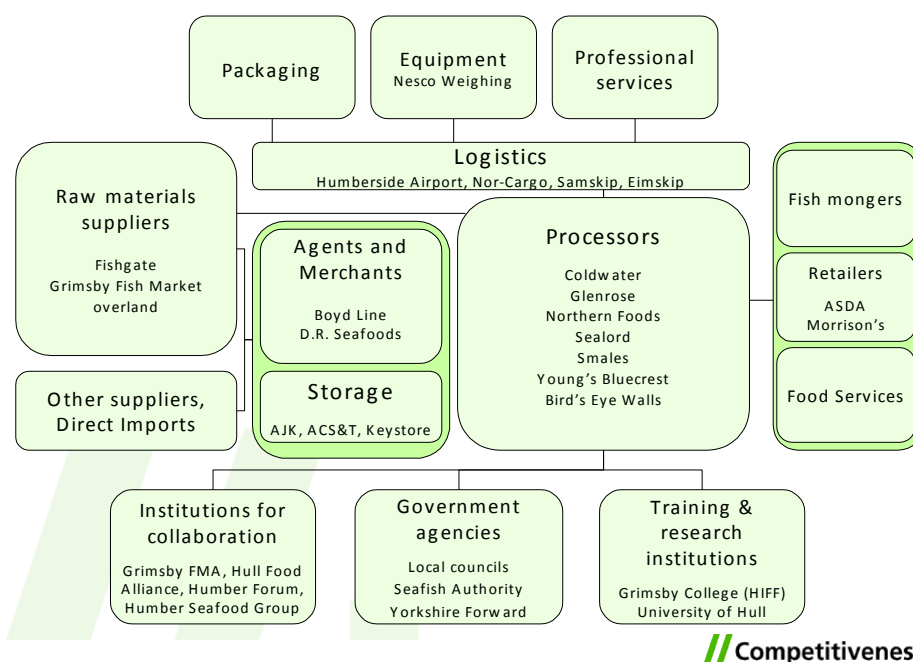 Packaging
Equipment
Nesco Weighing
Professional
services
Logistics
Humberside Airport, Nor-Cargo, Samskip, Eimskip
Raw materials
suppliers
Fishgate
Grimsby Fish Market
overland
Agents and
Merchants
Boyd Line
D.R. Seafoods
Processors
Coldwater
Glenrose
Northern Foods
Sealord
Smales
Young's Bluecrest
Bird's Eye Walls
Fish mongers
Retailers
ASDA
Morrison's
Food Services
Other suppliers,
Direct Imports
Storage
AJK, ACS&T, Keystore
Institutions for
collaboration
Grimsby FMA, Hull Food
Alliance, Humber Forum,
Humber Seafood Group
Government
agencies
Local councils
Seafish Authority
Yorkshire Forward
Training &
research
institutions
Grimsby College (HIFF)
University of Hull
// Competitivenes